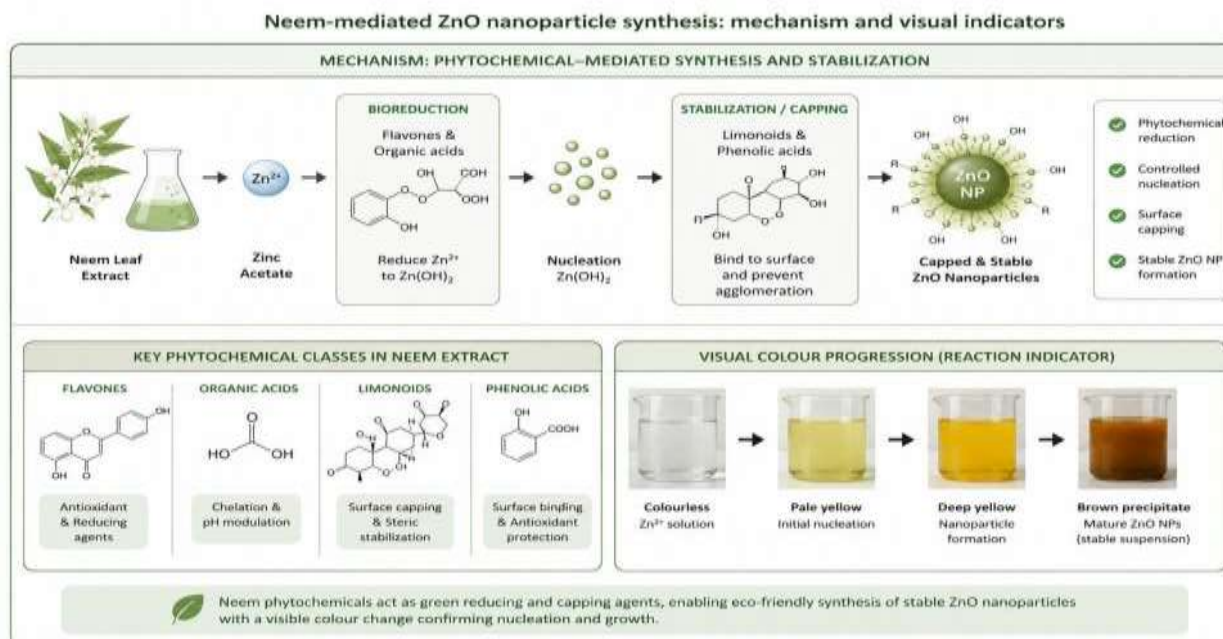 Neem-mediated ZnO nanoparticle synthesis: mechanism and visual indicators
MECHANISM: PHYTOCHEMICAL–MEDIATED SYNTHESIS AND STABILIZATION
Neem Leaf
Extract
Zn²⁺
Zinc
Acetate
BIOREDUCTION
Flavones &
Organic acids
OH
COH
OOH
OH
Reduce Zn²⁺
to Zn(OH)₂
Nucleation
Zn(OH)₂
STABILIZATION / CAPPING
Limonoids &
Phenolic acids
OH
R
OH
OH
Bind to surface
and prevent
agglomeration
OH
OH
OH
OH
R
R
OH
OH
ZnO
NP
Capped & Stable
ZnO Nanoparticles
Phytochemical
reduction
Controlled
nucleation
Surface
capping
Stable ZnO NP
formation
KEY PHYTOCHEMICAL CLASSES IN NEEM EXTRACT
FLAVONES
OH
O
OH
O
Antioxidant
& Reducing
agents
ORGANIC ACIDS
O
HO
OH
Chelation &
pH modulation
LIMONOIDS
H
H
O
Surface capping
& Steric
stabilization
PHENOLIC ACIDS
OH
COOH
Surface binding
& Antioxidant
protection
VISUAL COLOUR PROGRESSION (REACTION INDICATOR)
Colourless
Zn²⁺ solution
Pale yellow
Initial nucleation
Deep yellow
Nanoparticle
formation
Brown precipitate
Mature ZnO NPs
(stable suspension)
Neem phytochemicals act as green reducing and capping agents, enabling eco-friendly synthesis of stable ZnO nanoparticles
with a visible colour change confirming nucleation and growth.